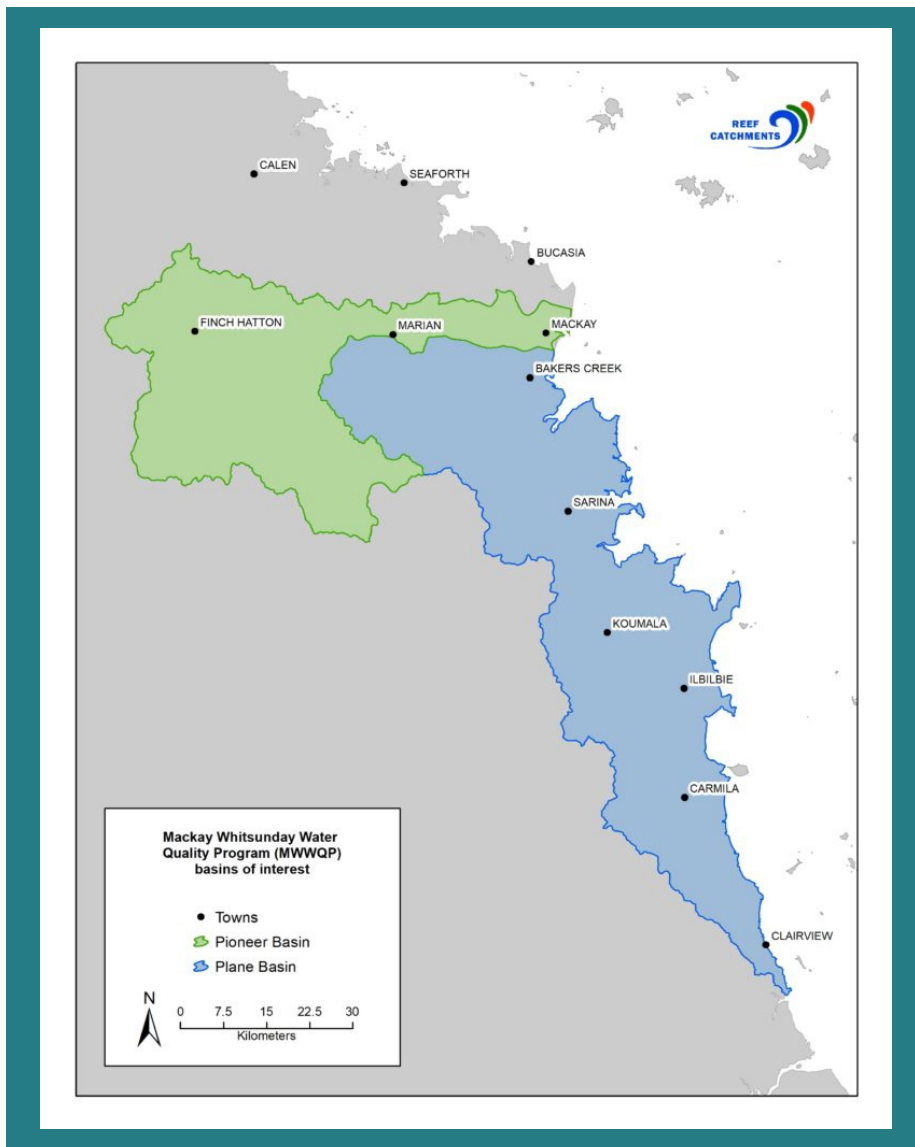 REEF
CATCHMENTS
CALEN
SEAFORTH
BUCASIA
FINCH HATTON
MARIAN
MACKAY
BAKERS CREEK
SARINA
KOUMALA
ILBILBIE
CARMILA
CLAIRVIEW
Mackay Whitsunday Water
Quality Program (MWWQP)
basins of interest
Towns
Pioneer Basin
Plane Basin
N
0 7.5 15 22.5 30
Kilometers